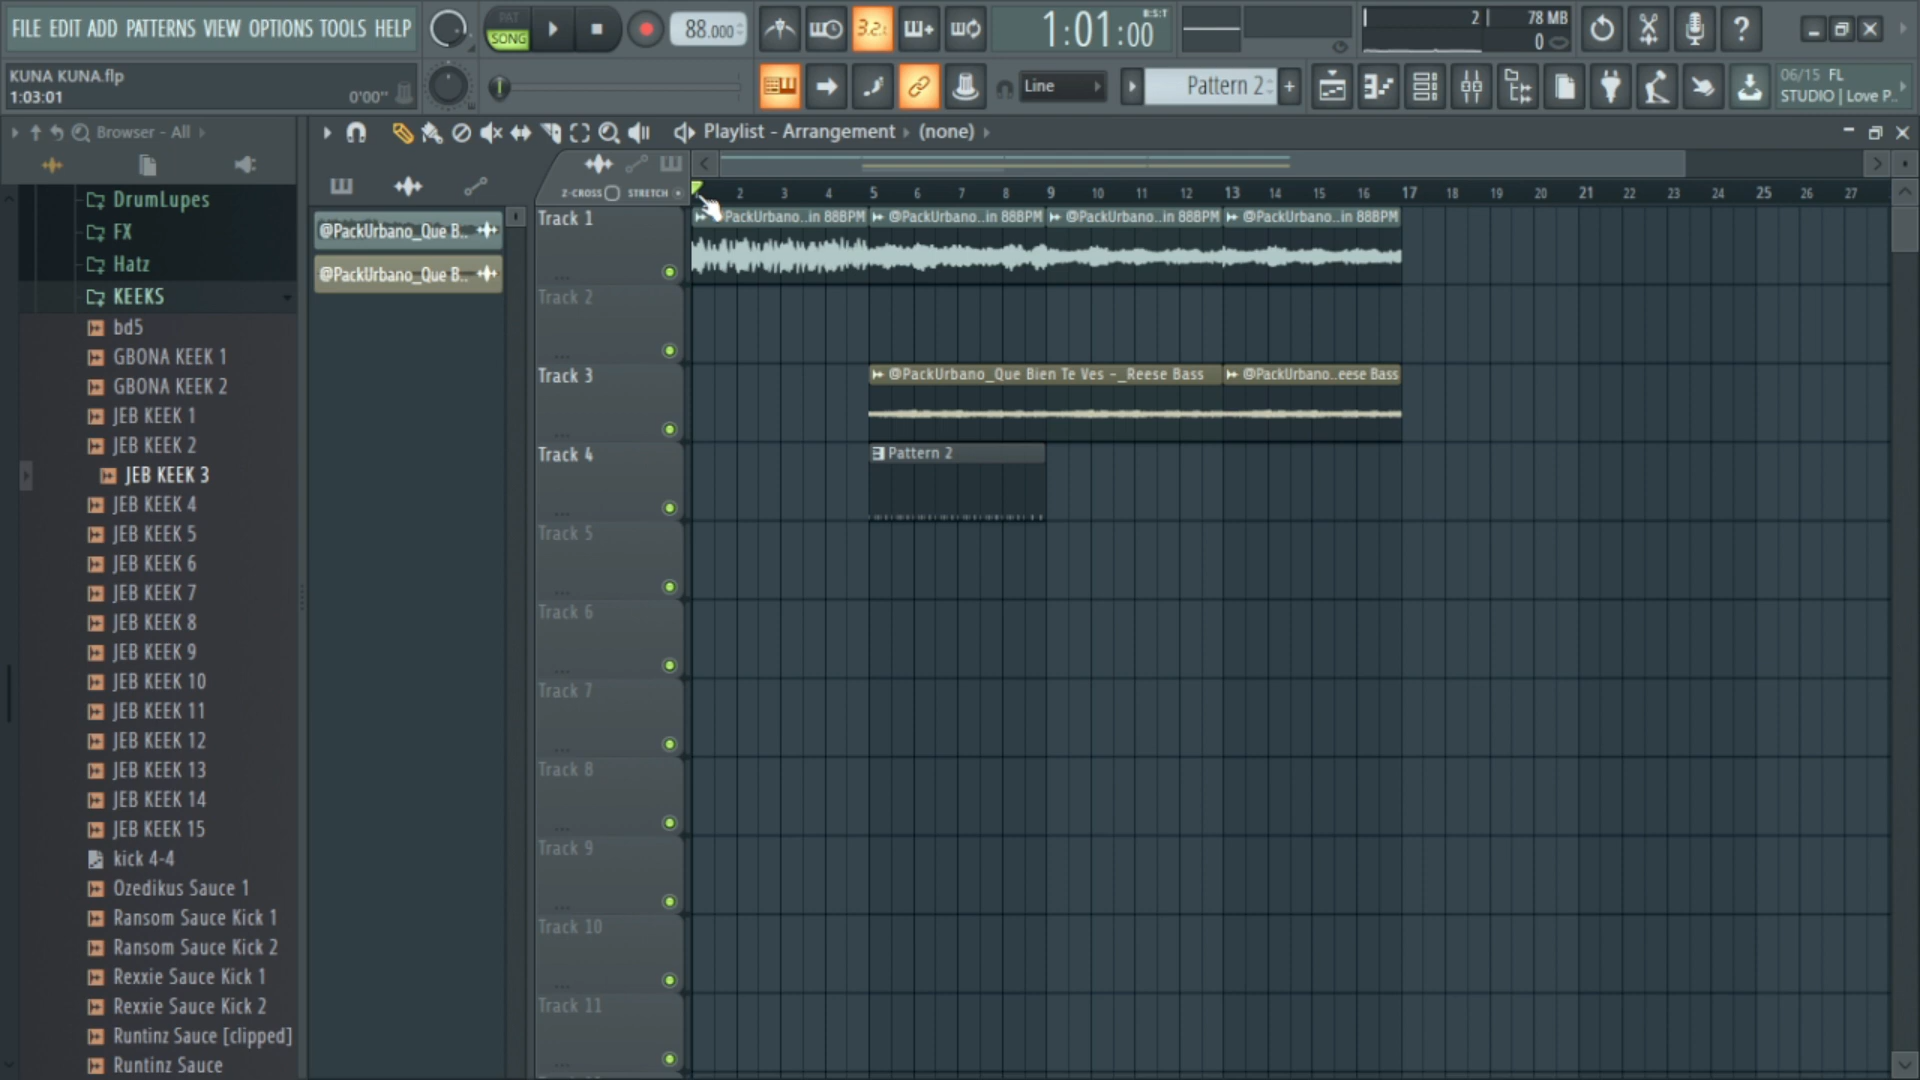 FILE EDIT ADD PATTERNS VIEW OPTIONS TOOLS HELP
PAT
SONG
88.000
3.2.
1:01:00
B:S:T
2
78 MB
0
KUNA KUNA.flp
1:03:01
0'00"
Line
Pattern 2
06/15 FL
STUDIO | Love P..
Browser - All
Playlist - Arrangement
(none)
Z-CROSS
STRETCH
2 3 4 5 6 7 8 9 10 11 12 13 14 15 16 17 18 19 20 21 22 23 24 25 26 27
DrumLupes
FX
Hatz
KEEKS
bd5
GBONA KEEK 1
GBONA KEEK 2
JEB KEEK 1
JEB KEEK 2
JEB KEEK 3
JEB KEEK 4
JEB KEEK 5
JEB KEEK 6
JEB KEEK 7
JEB KEEK 8
JEB KEEK 9
JEB KEEK 10
JEB KEEK 11
JEB KEEK 12
JEB KEEK 13
JEB KEEK 14
JEB KEEK 15
kick 4-4
Ozedikus Sauce 1
Ransom Sauce Kick 1
Ransom Sauce Kick 2
Rexxie Sauce Kick 1
Rexxie Sauce Kick 2
Runtinz Sauce [clipped]
Runtinz Sauce
@PackUrbano_Que B..
@PackUrbano_Que B..
Track 1
PackUrbano..in 88BPM
@PackUrbano..in 88BPM
@PackUrbano..in 88BPM
@PackUrbano..in 88BPM
Track 2
Track 3
@PackUrbano_Que Bien Te Ves -_Reese Bass
@PackUrbano..eese Bass
Track 4
Pattern 2
Track 5
Track 6
Track 7
Track 8
Track 9
Track 10
Track 11